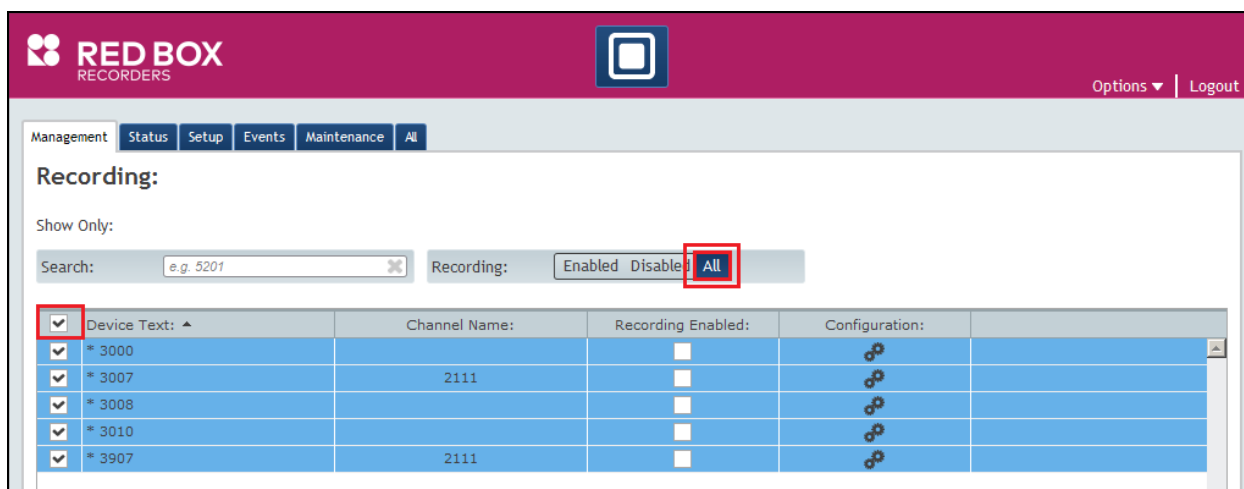 RED BOX
RECORDERS
Options Logout
Management Status Setup Events Maintenance All
Recording:
Show Only:
Search: e.g. 5201 Recording: Enabled Disabled All
Device Text: Channel Name: Recording Enabled: Configuration:
* 3000
* 3007 2111
* 3008
* 3010
* 3907 2111